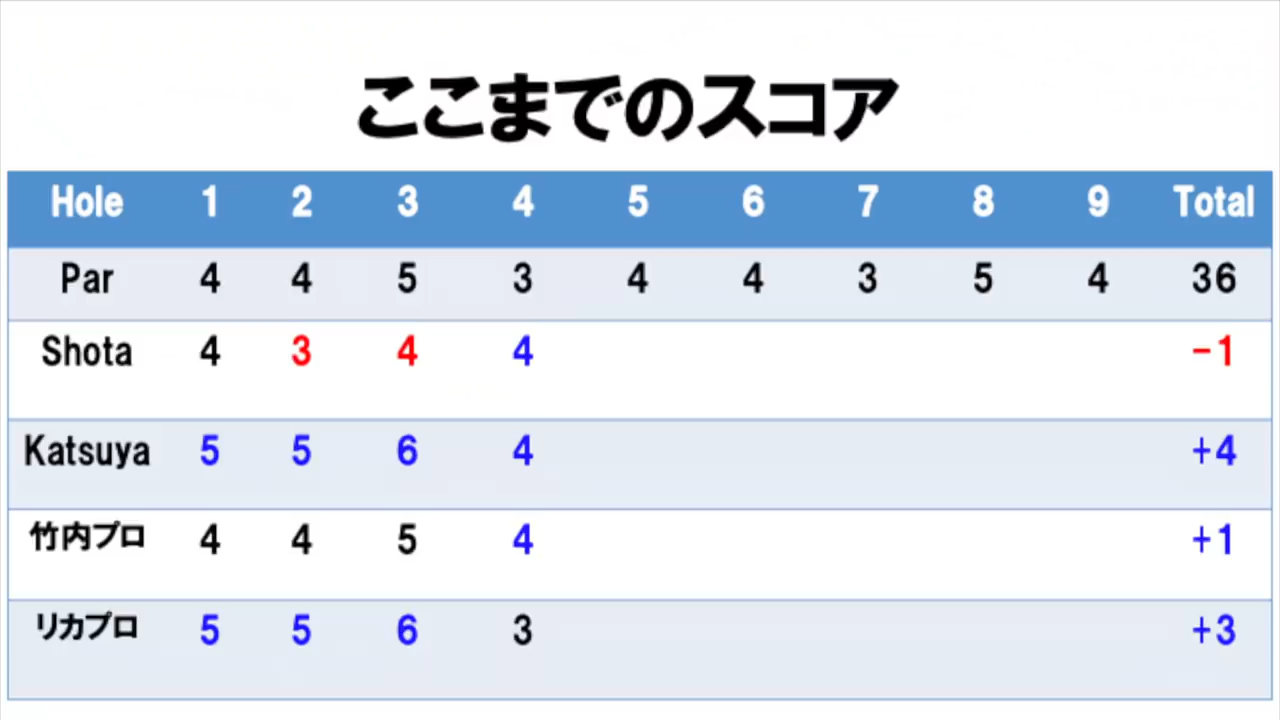 ここまでのスコア
Hole 1 2 3 4 5 6 7 8 9 Total
Par 4 4 5 3 4 4 3 5 4 36
Shota 4 3 4 4 -1
Katsuya 5 5 6 4 +4
竹内プロ 4 4 5 4 +1
リカプロ 5 5 6 3 +3